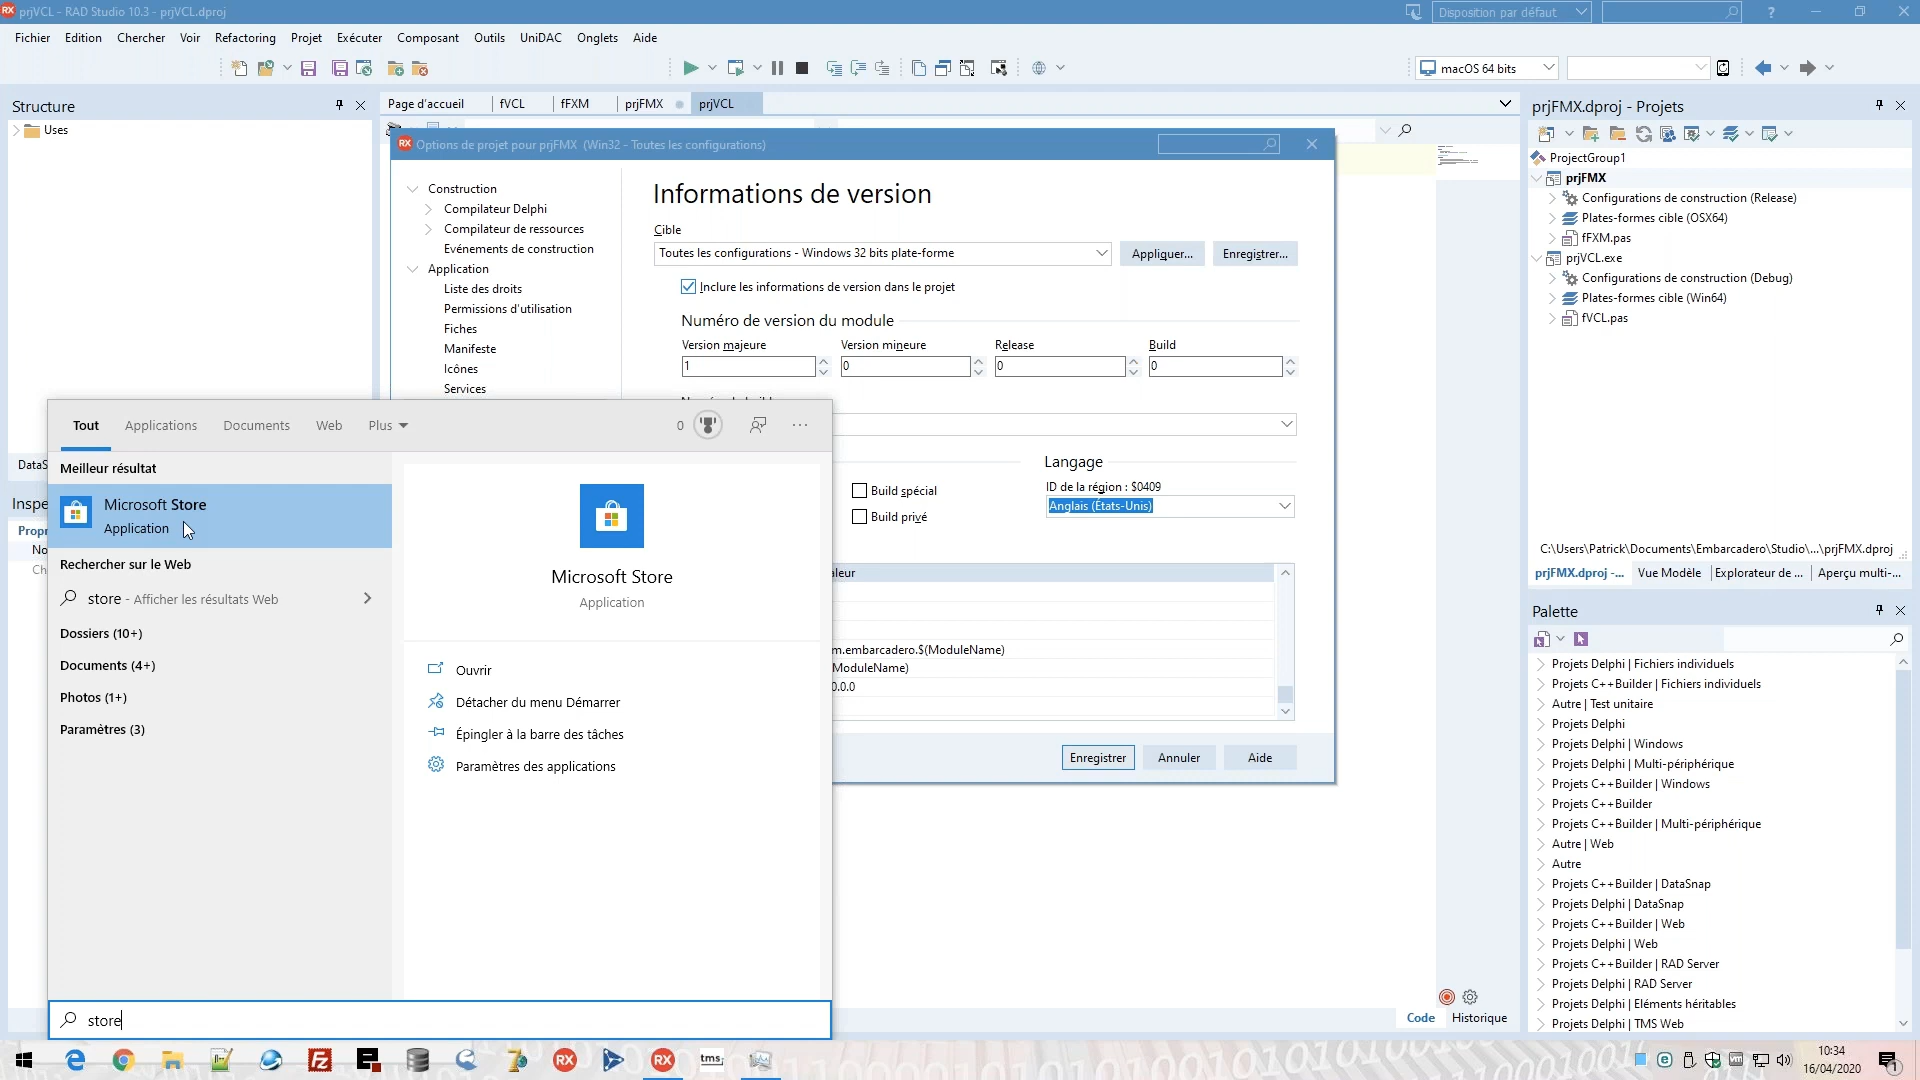 prjVCL - RAD Studio 10.3 - prjVCL.dproj
Disposition par défaut
?
Fichier Edition Chercher Voir Refactoring Projet Exécuter Composant Outils UniDAC Onglets Aide
macOS 64 bits
Structure
Uses
Page d'accueil fVCL fFXM prjFMX prjVCL
Options de projet pour prjFMX (Win32 - Toutes les configurations)
Construction
Compilateur Delphi
Compilateur de ressources
Evénements de construction
Application
Liste des droits
Permissions d'utilisation
Fiches
Manifeste
Icônes
Services
Informations de version
Cible
Toutes les configurations - Windows 32 bits plate-forme
Appliquer...
Enregistrer...
Inclure les informations de version dans le projet
Numéro de version du module
Version majeure Version mineure Release Build
1 0 0 0
Build spécial
Build privé
Langage
ID de la région : $0409
Anglais (États-Unis)
aleur
m.embarcadero.$(ModuleName)
ModuleName)
0.0.0
Enregistrer Annuler Aide
DataS
Inspe
Propr
No
Ch
Tout Applications Documents Web Plus
0
Meilleur résultat
Microsoft Store
Application
Rechercher sur le Web
store - Afficher les résultats Web
Dossiers (10+)
Documents (4+)
Photos (1+)
Paramètres (3)
Microsoft Store
Application
Ouvrir
Détacher du menu Démarrer
Épingler à la barre des tâches
Paramètres des applications
store
prjFMX.dproj - Projets
ProjectGroup1
prjFMX
Configurations de construction (Release)
Plates-formes cible (OSX64)
fFXM.pas
prjVCL.exe
Configurations de construction (Debug)
Plates-formes cible (Win64)
fVCL.pas
C:\Users\Patrick\Documents\Embarcadero\Studio\...\prjFMX.dproj
prjFMX.dproj -... Vue Modèle Explorateur de ... Aperçu multi-...
Palette
Projets Delphi | Fichiers individuels
Projets C++Builder | Fichiers individuels
Autre | Test unitaire
Projets Delphi
Projets Delphi | Windows
Projets Delphi | Multi-périphérique
Projets C++Builder | Windows
Projets C++Builder
Projets C++Builder | Multi-périphérique
Autre | Web
Autre
Projets C++Builder | DataSnap
Projets Delphi | DataSnap
Projets C++Builder | Web
Projets Delphi | Web
Projets C++Builder | RAD Server
Projets Delphi | RAD Server
Projets Delphi | Eléments héritables
Projets Delphi | TMS Web
Code Historique
RX RX tms
10:34
16/04/2020
1